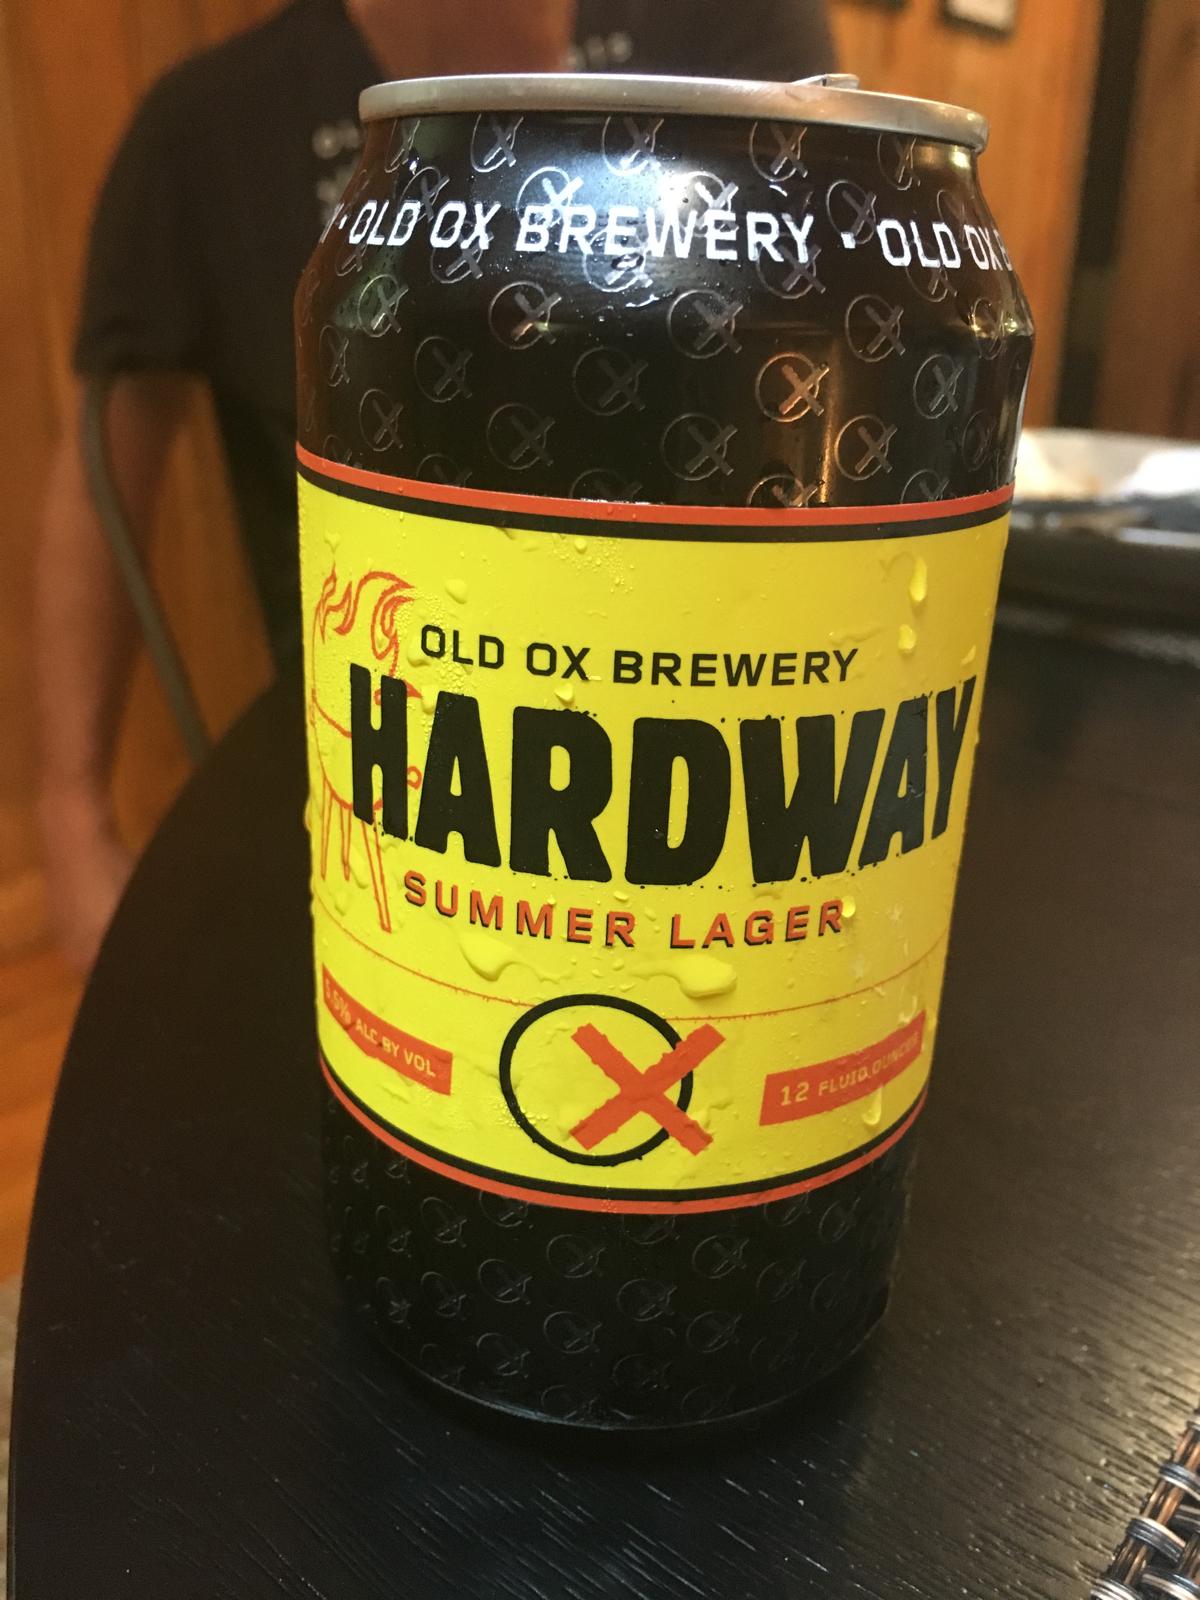 · OLD OX BREWERY · OLD OX
OLD OX BREWERY
HARDWAY
SUMMER LAGER
ALC BY VOL
12 FLUID OUNCES